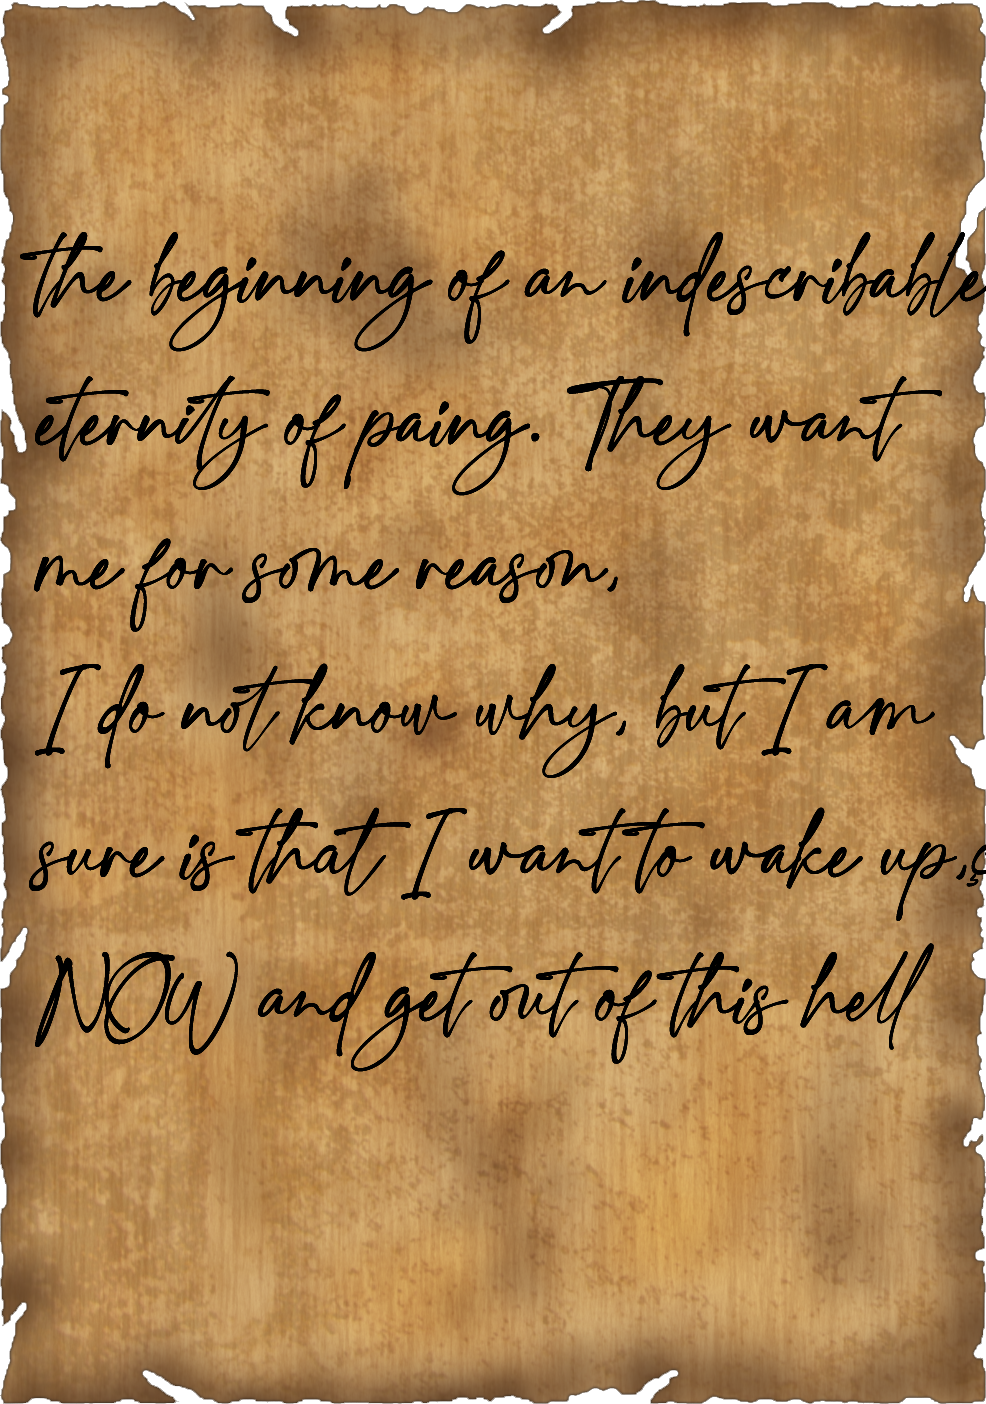 the beginning of an indescribable
eternity of paing. They want
me for some reason,
I do not know why, but I am
sure is that I want to wake up,ç
NOW and get out of this hell